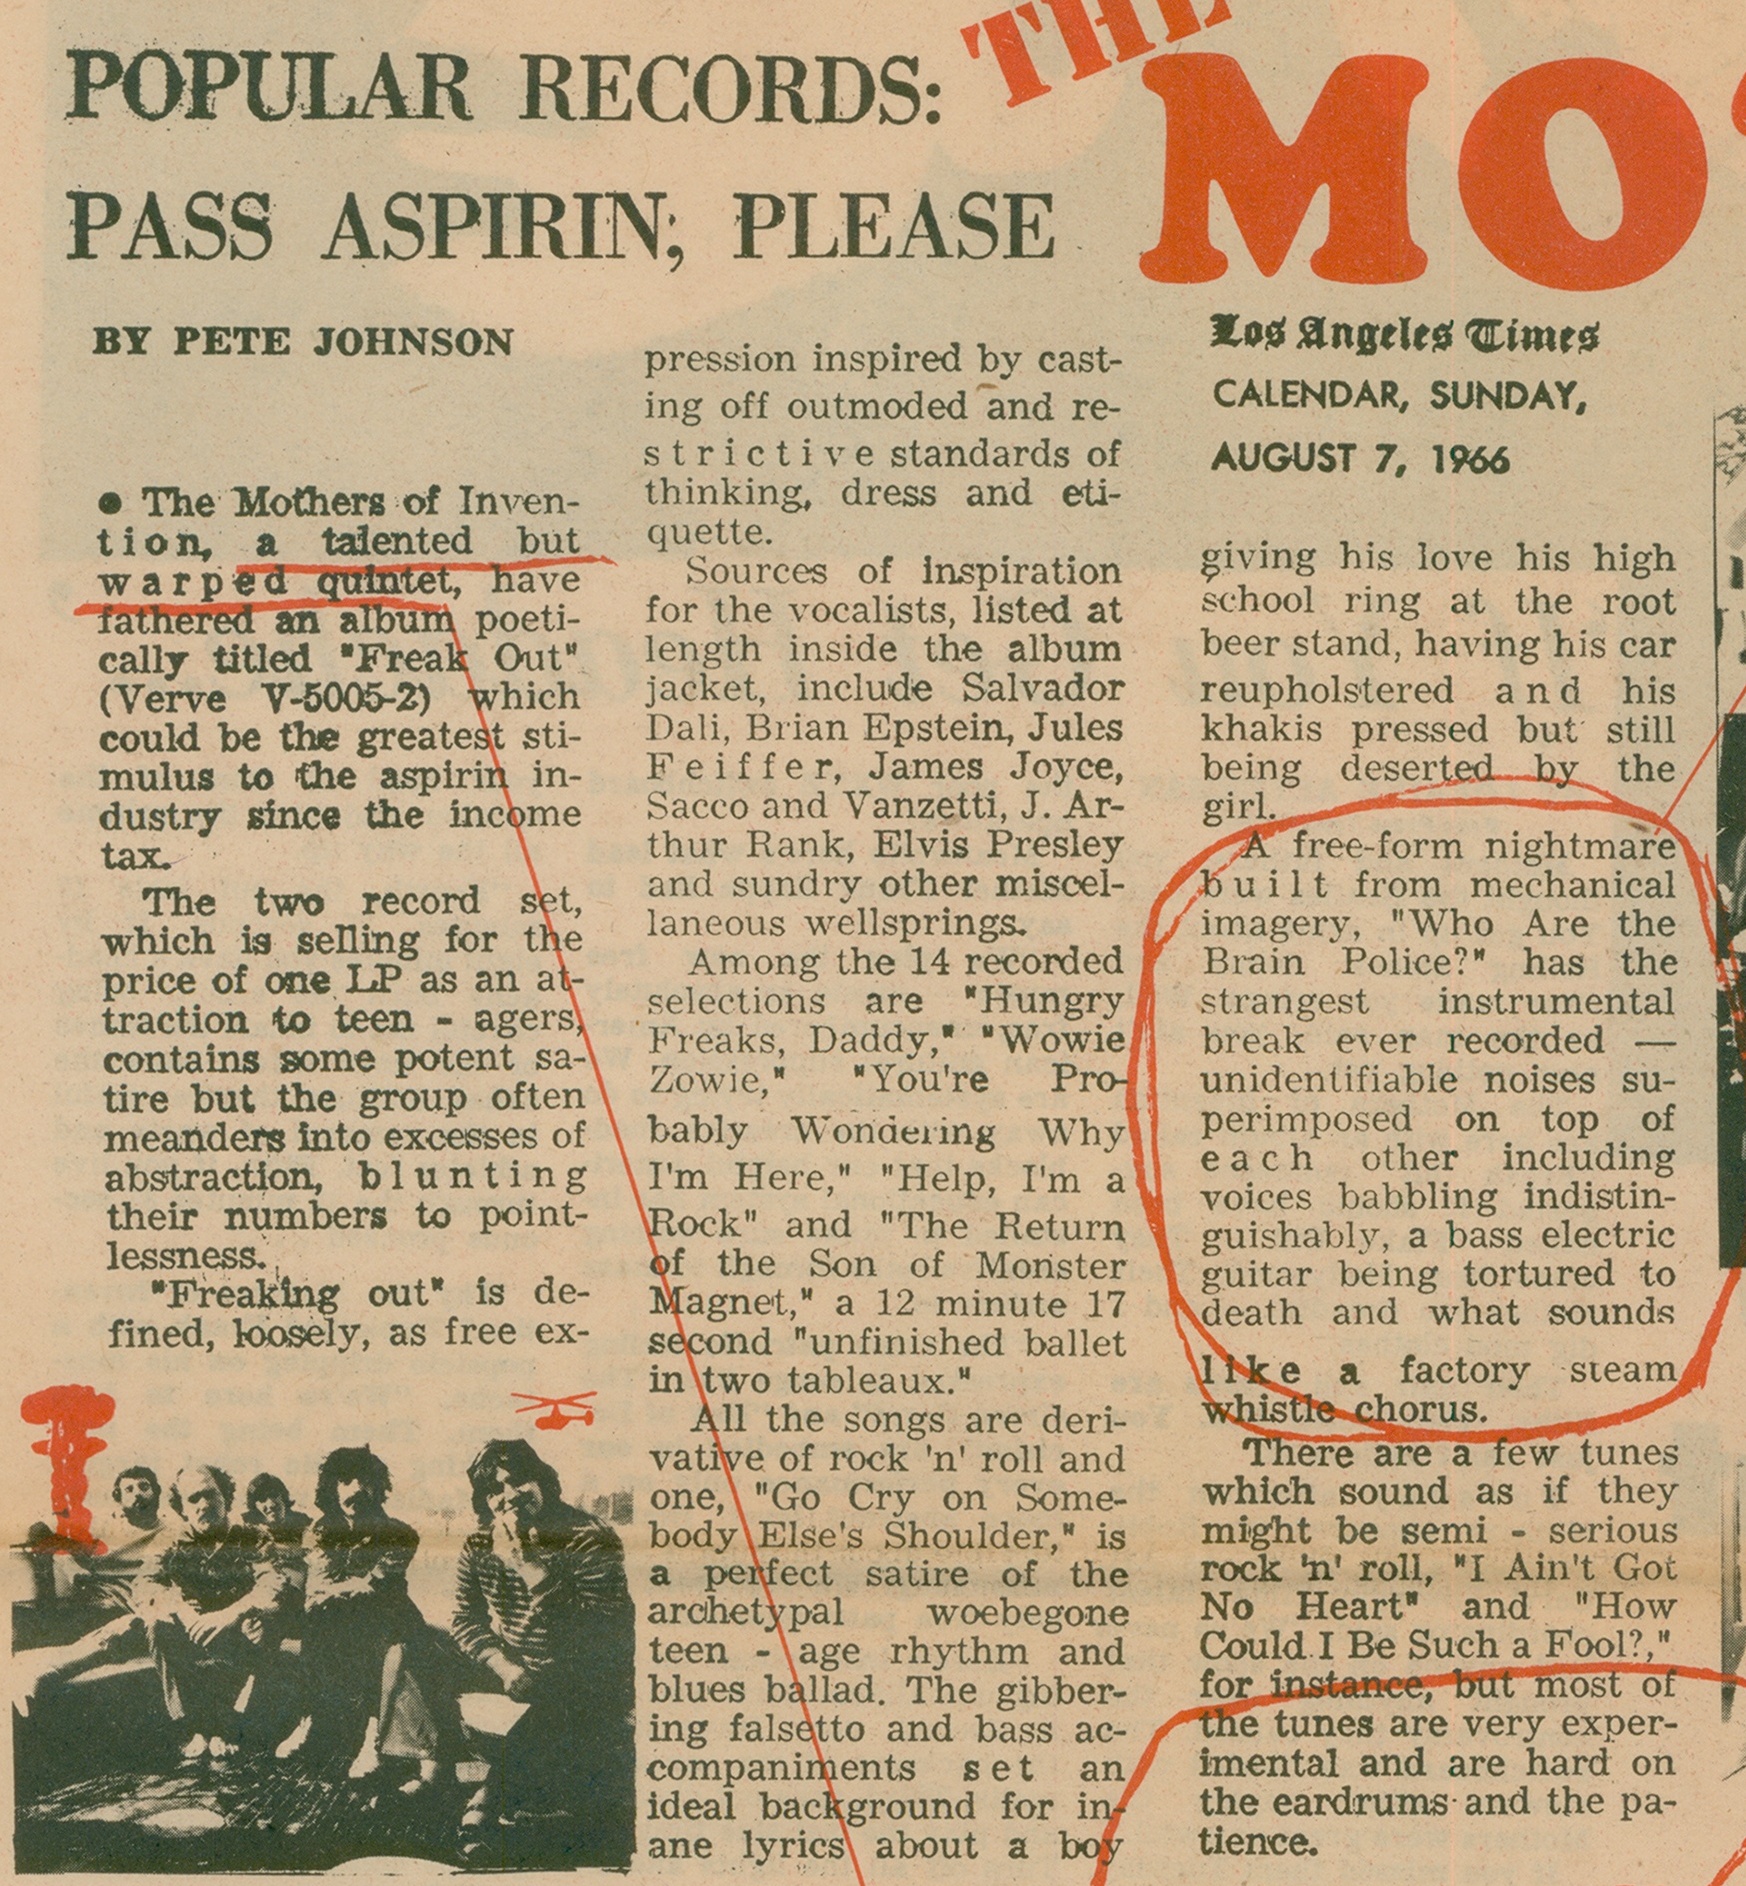 POPULAR RECORDS:
PASS ASPIRIN; PLEASE
THE
MO
BY PETE JOHNSON
● The Mothers of Inven-
tion, a talented but
warped quintet, have
fathered an album poeti-
cally titled "Freak Out"
(Verve V-5005-2) which
could be the greatest sti-
mulus to the aspirin in-
dustry since the income
tax.
The two record set,
which is selling for the
price of one LP as an at-
traction to teen - agers,
contains some potent sa-
tire but the group often
meanders into excesses of
abstraction, blunting
their numbers to point-
lessness.
"Freaking out" is de-
fined, loosely, as free ex-
pression inspired by cast-
ing off outmoded and re-
strictive standards of
thinking, dress and eti-
quette.
Sources of inspiration
for the vocalists, listed at
length inside the album
jacket, include Salvador
Dali, Brian Epstein, Jules
Feiffer, James Joyce,
Sacco and Vanzetti, J. Ar-
thur Rank, Elvis Presley
and sundry other miscel-
laneous wellsprings.
Among the 14 recorded
selections are "Hungry
Freaks, Daddy," "Wowie
Zowie," "You're Pro-
bably Wondering Why
I'm Here," "Help, I'm a
Rock" and "The Return
of the Son of Monster
Magnet," a 12 minute 17
second "unfinished ballet
in two tableaux."
All the songs are deri-
vative of rock 'n' roll and
one, "Go Cry on Some-
body Else's Shoulder," is
a perfect satire of the
archetypal woebegone
teen - age rhythm and
blues ballad. The gibber-
ing falsetto and bass ac-
companiments set an
ideal background for in-
ane lyrics about a boy
Los Angeles Times
CALENDAR, SUNDAY,
AUGUST 7, 1966
giving his love his high
school ring at the root
beer stand, having his car
reupholstered and his
khakis pressed but still
being deserted by the
girl.
A free-form nightmare
built from mechanical
imagery, "Who Are the
Brain Police?" has the
strangest instrumental
break ever recorded —
unidentifiable noises su-
perimposed on top of
each other including
voices babbling indistin-
guishably, a bass electric
guitar being tortured to
death and what sounds
like a factory steam
whistle chorus.
There are a few tunes
which sound as if they
might be semi - serious
rock 'n' roll, "I Ain't Got
No Heart" and "How
Could I Be Such a Fool?,"
for instance, but most of
the tunes are very exper-
imental and are hard on
the eardrums and the pa-
tience.